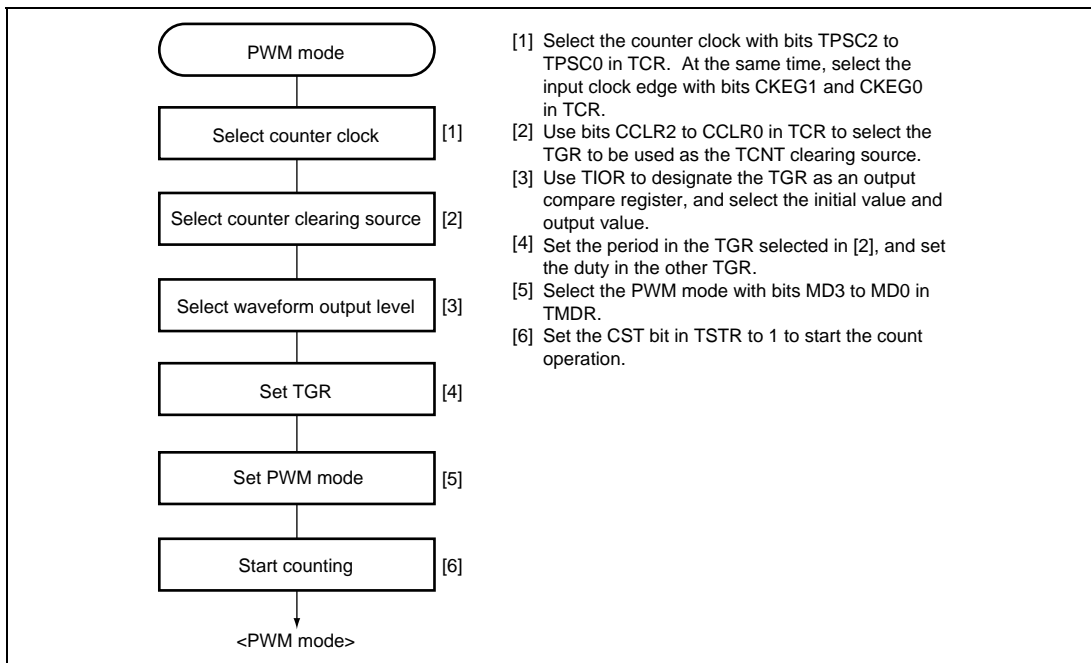 PWM mode
Select counter clock
[1]
Select counter clearing source
[2]
Select waveform output level
[3]
Set TGR
[4]
Set PWM mode
[5]
Start counting
[6]
<PWM mode>
[1] Select the counter clock with bits TPSC2 to
TPSC0 in TCR. At the same time, select the
input clock edge with bits CKEG1 and CKEG0
in TCR.
[2] Use bits CCLR2 to CCLR0 in TCR to select the
TGR to be used as the TCNT clearing source.
[3] Use TIOR to designate the TGR as an output
compare register, and select the initial value and
output value.
[4] Set the period in the TGR selected in [2], and set
the duty in the other TGR.
[5] Select the PWM mode with bits MD3 to MD0 in
TMDR.
[6] Set the CST bit in TSTR to 1 to start the count
operation.